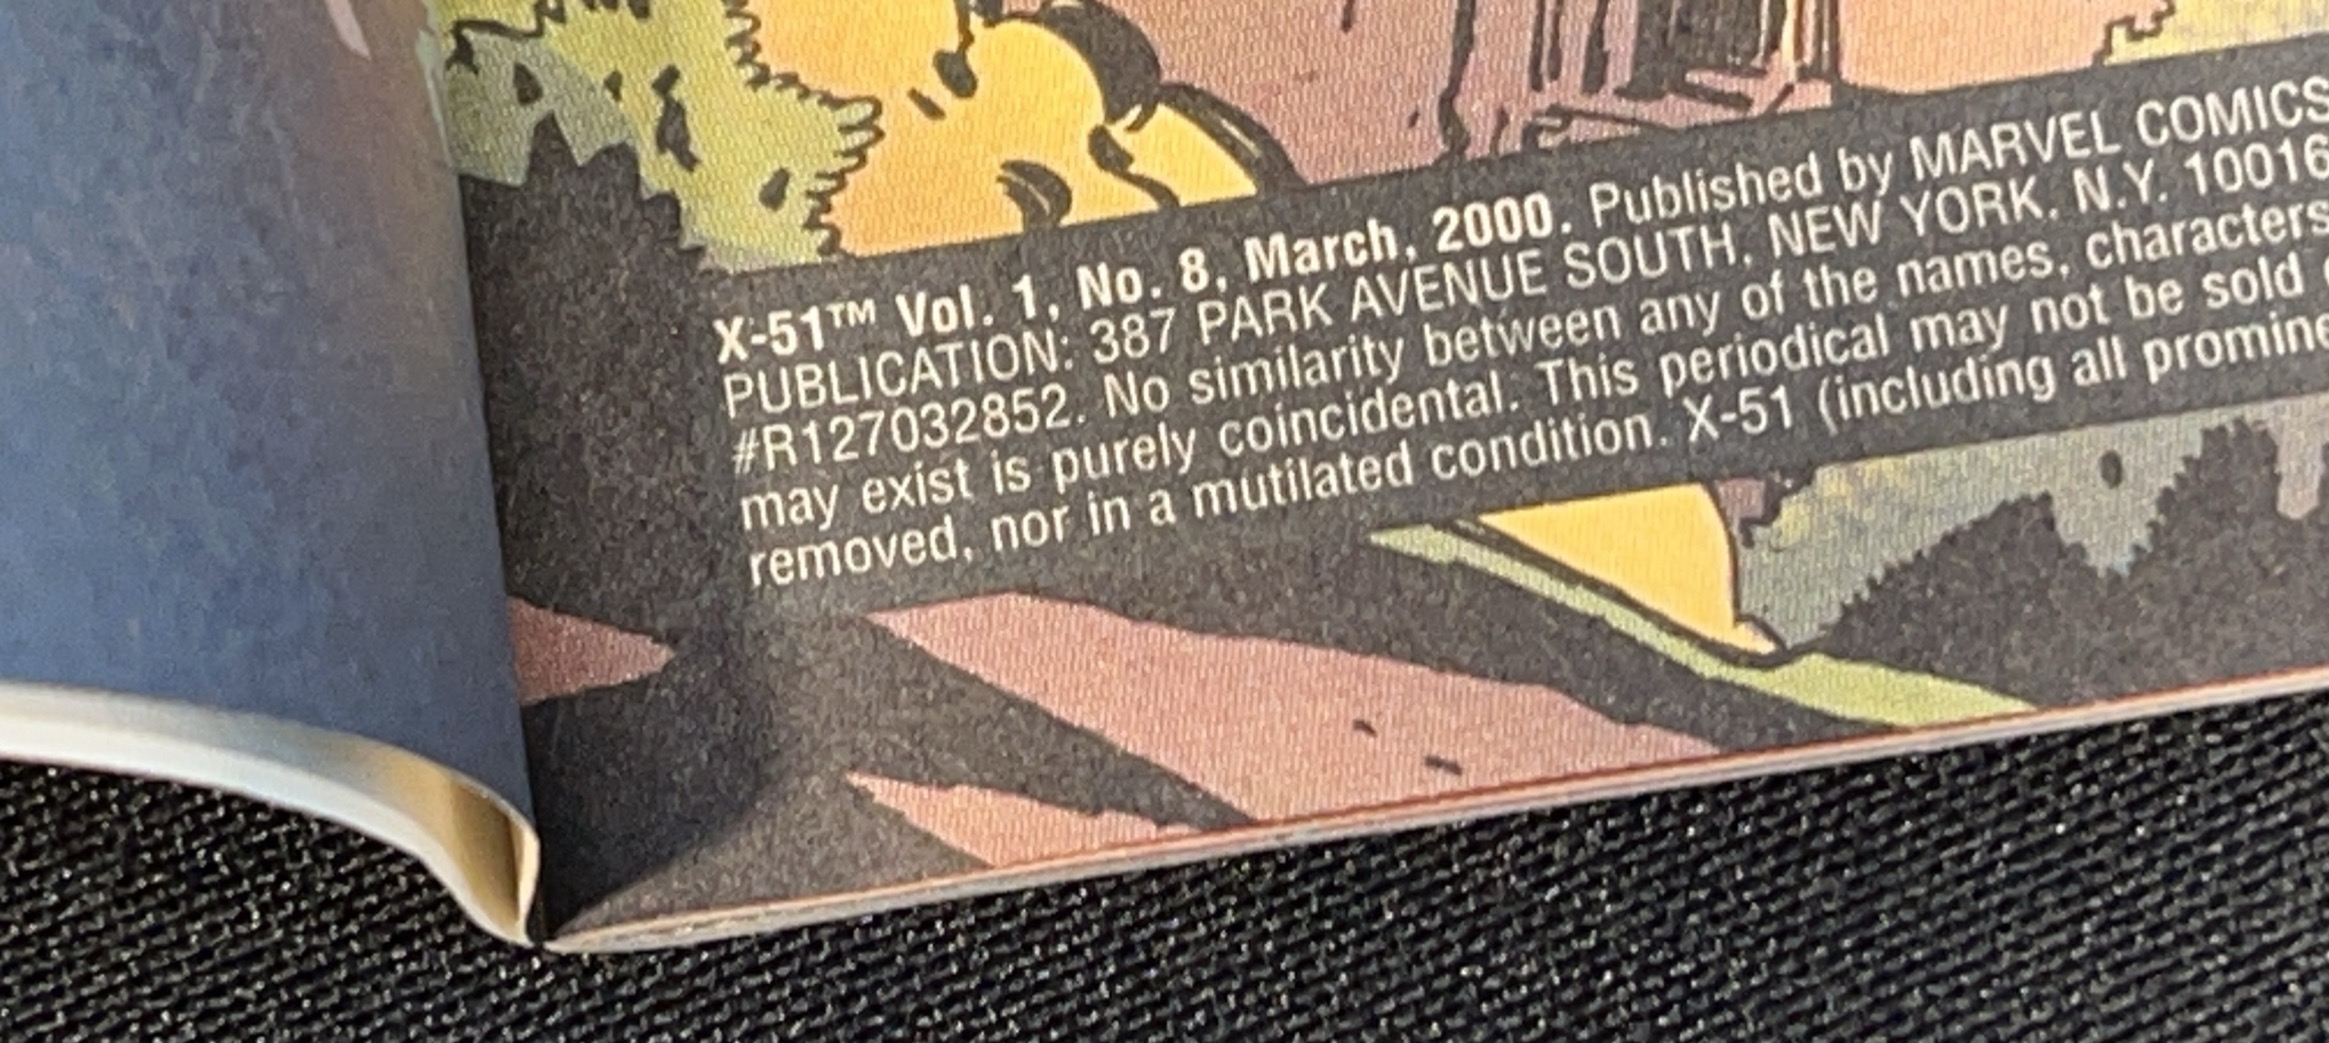 X-51™ Vol. 1, No. 8, March, 2000. Published by MARVEL COMICS
PUBLICATION: 387 PARK AVENUE SOUTH, NEW YORK, N.Y. 10016
#R127032852. No similarity between any of the names, characters
may exist is purely coincidental. This periodical may not be sold
removed, nor in a mutilated condition. X-51 (including all promine